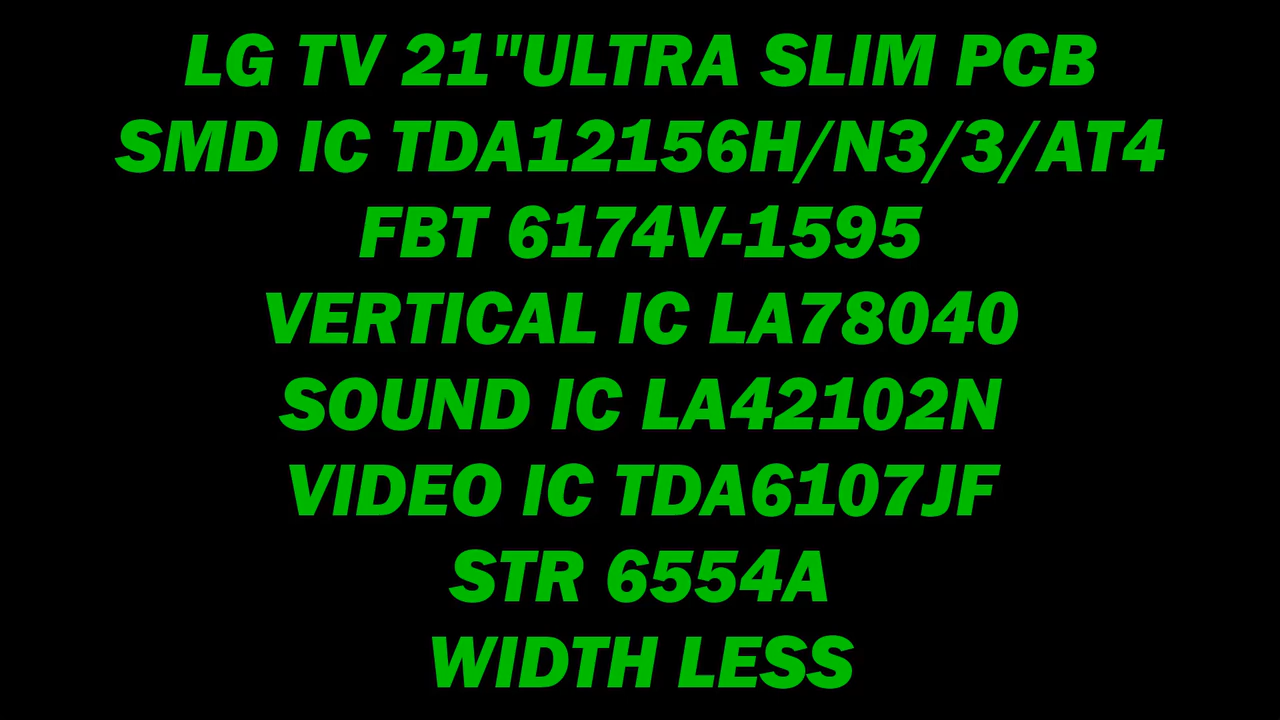 LG TV 21"ULTRA SLIM PCB
SMD IC TDA12156H/N3/3/AT4
FBT 6174V-1595
VERTICAL IC LA78040
SOUND IC LA42102N
VIDEO IC TDA6107JF
STR 6554A
WIDTH LESS